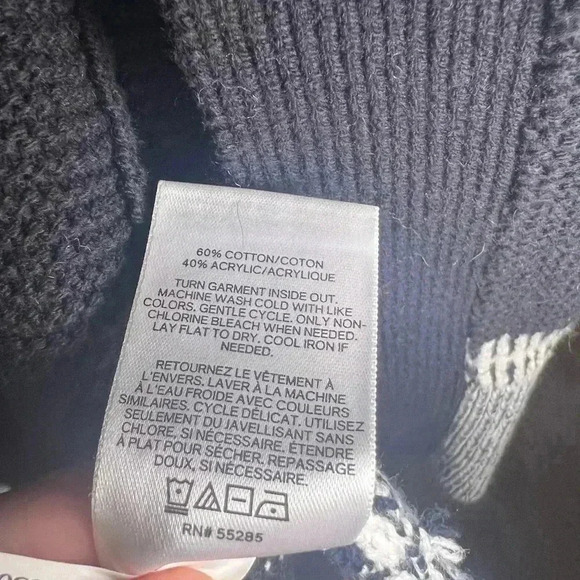 60% COTTON/COTON
40% ACRYLIC/ACRYLIQUE
TURN GARMENT INSIDE OUT.
MACHINE WASH COLD WITH LIKE
COLORS. GENTLE CYCLE. ONLY NON-
CHLORINE BLEACH WHEN NEEDED.
LAY FLAT TO DRY. COOL IRON IF
NEEDED.
RETOURNEZ LE VÊTEMENT À
L'ENVERS. LAVER À LA MACHINE
À L'EAU FROIDE AVEC COULEURS
SIMILAIRES. CYCLE DÉLICAT. UTILISEZ
SEULEMENT DU JAVELLISANT SANS
CHLORE, SI NÉCESSAIRE. ÉTENDRE
À PLAT POUR SÉCHER. REPASSAGE
DOUX, SI NÉCESSAIRE.
RN# 55285